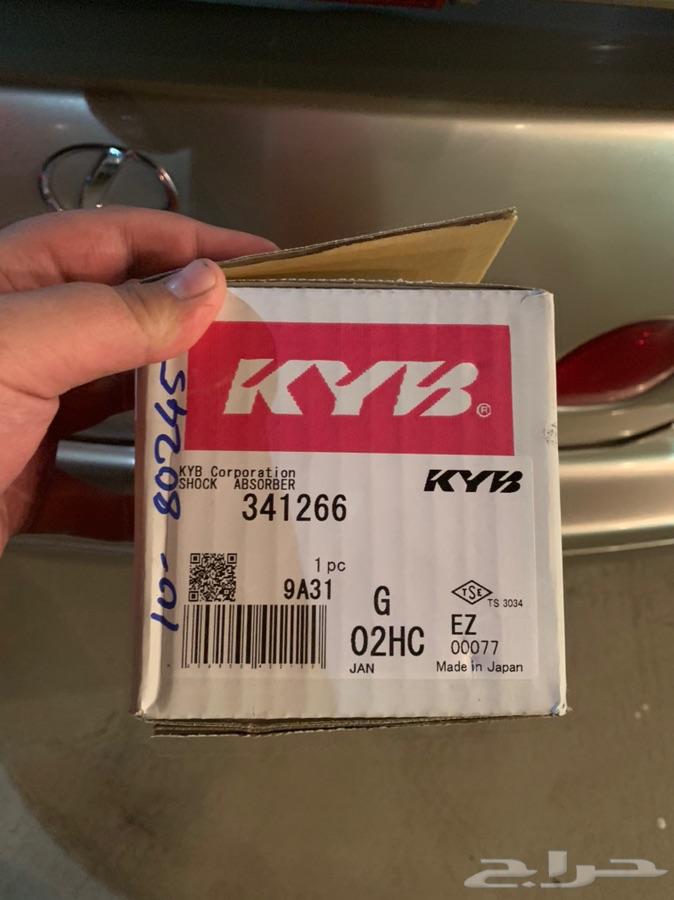 KYB®
KYB Corporation
SHOCK ABSORBER
KYB
341266
1 pc
9A31
G
TSE
TS 3034
02HC
EZ
00077
JAN
Made in Japan
10- 80245
حراج